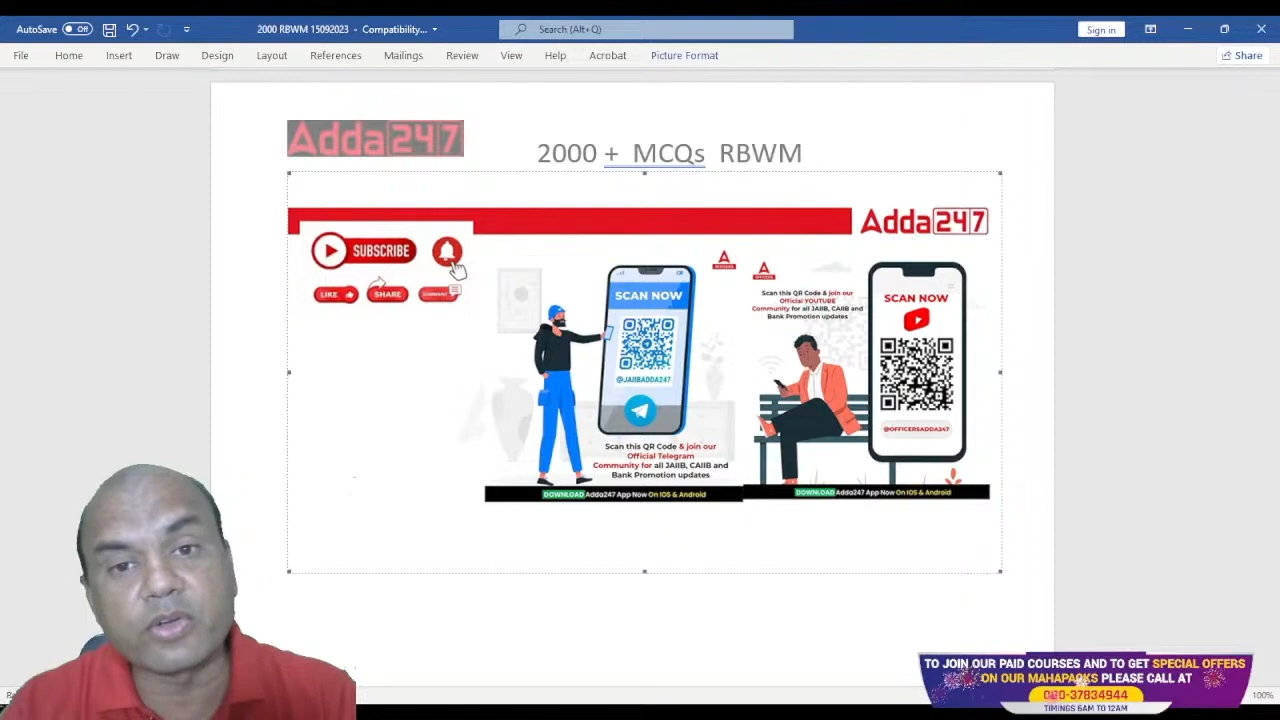 AutoSave Off 2000 RBWM 15092023 - Compatibility... Search (Alt+Q) Sign in
File Home Insert Draw Design Layout References Mailings Review View Help Acrobat Picture Format Share
Adda247
2000 + MCQs RBWM
Adda247
SUBSCRIBE
LIKE
SHARE
COMMENT
SCAN NOW
@JAIIBADDA247
Scan this QR Code & join our
Official Telegram
Community for all JAIIB, CAIIB and
Bank Promotion updates
DOWNLOAD Adda247 App Now On IOS & Android
Scan this QR Code & join our
Official YOUTUBE
Community for all JAIIB, CAIIB and
Bank Promotion updates
SCAN NOW
@OFFICERSADDA247
DOWNLOAD Adda247 App Now On IOS & Android
TO JOIN OUR PAID COURSES AND TO GET SPECIAL OFFERS
ON OUR MAHAPACKS PLEASE CALL AT
080-37834944
TIMINGS 6AM TO 12AM
100%